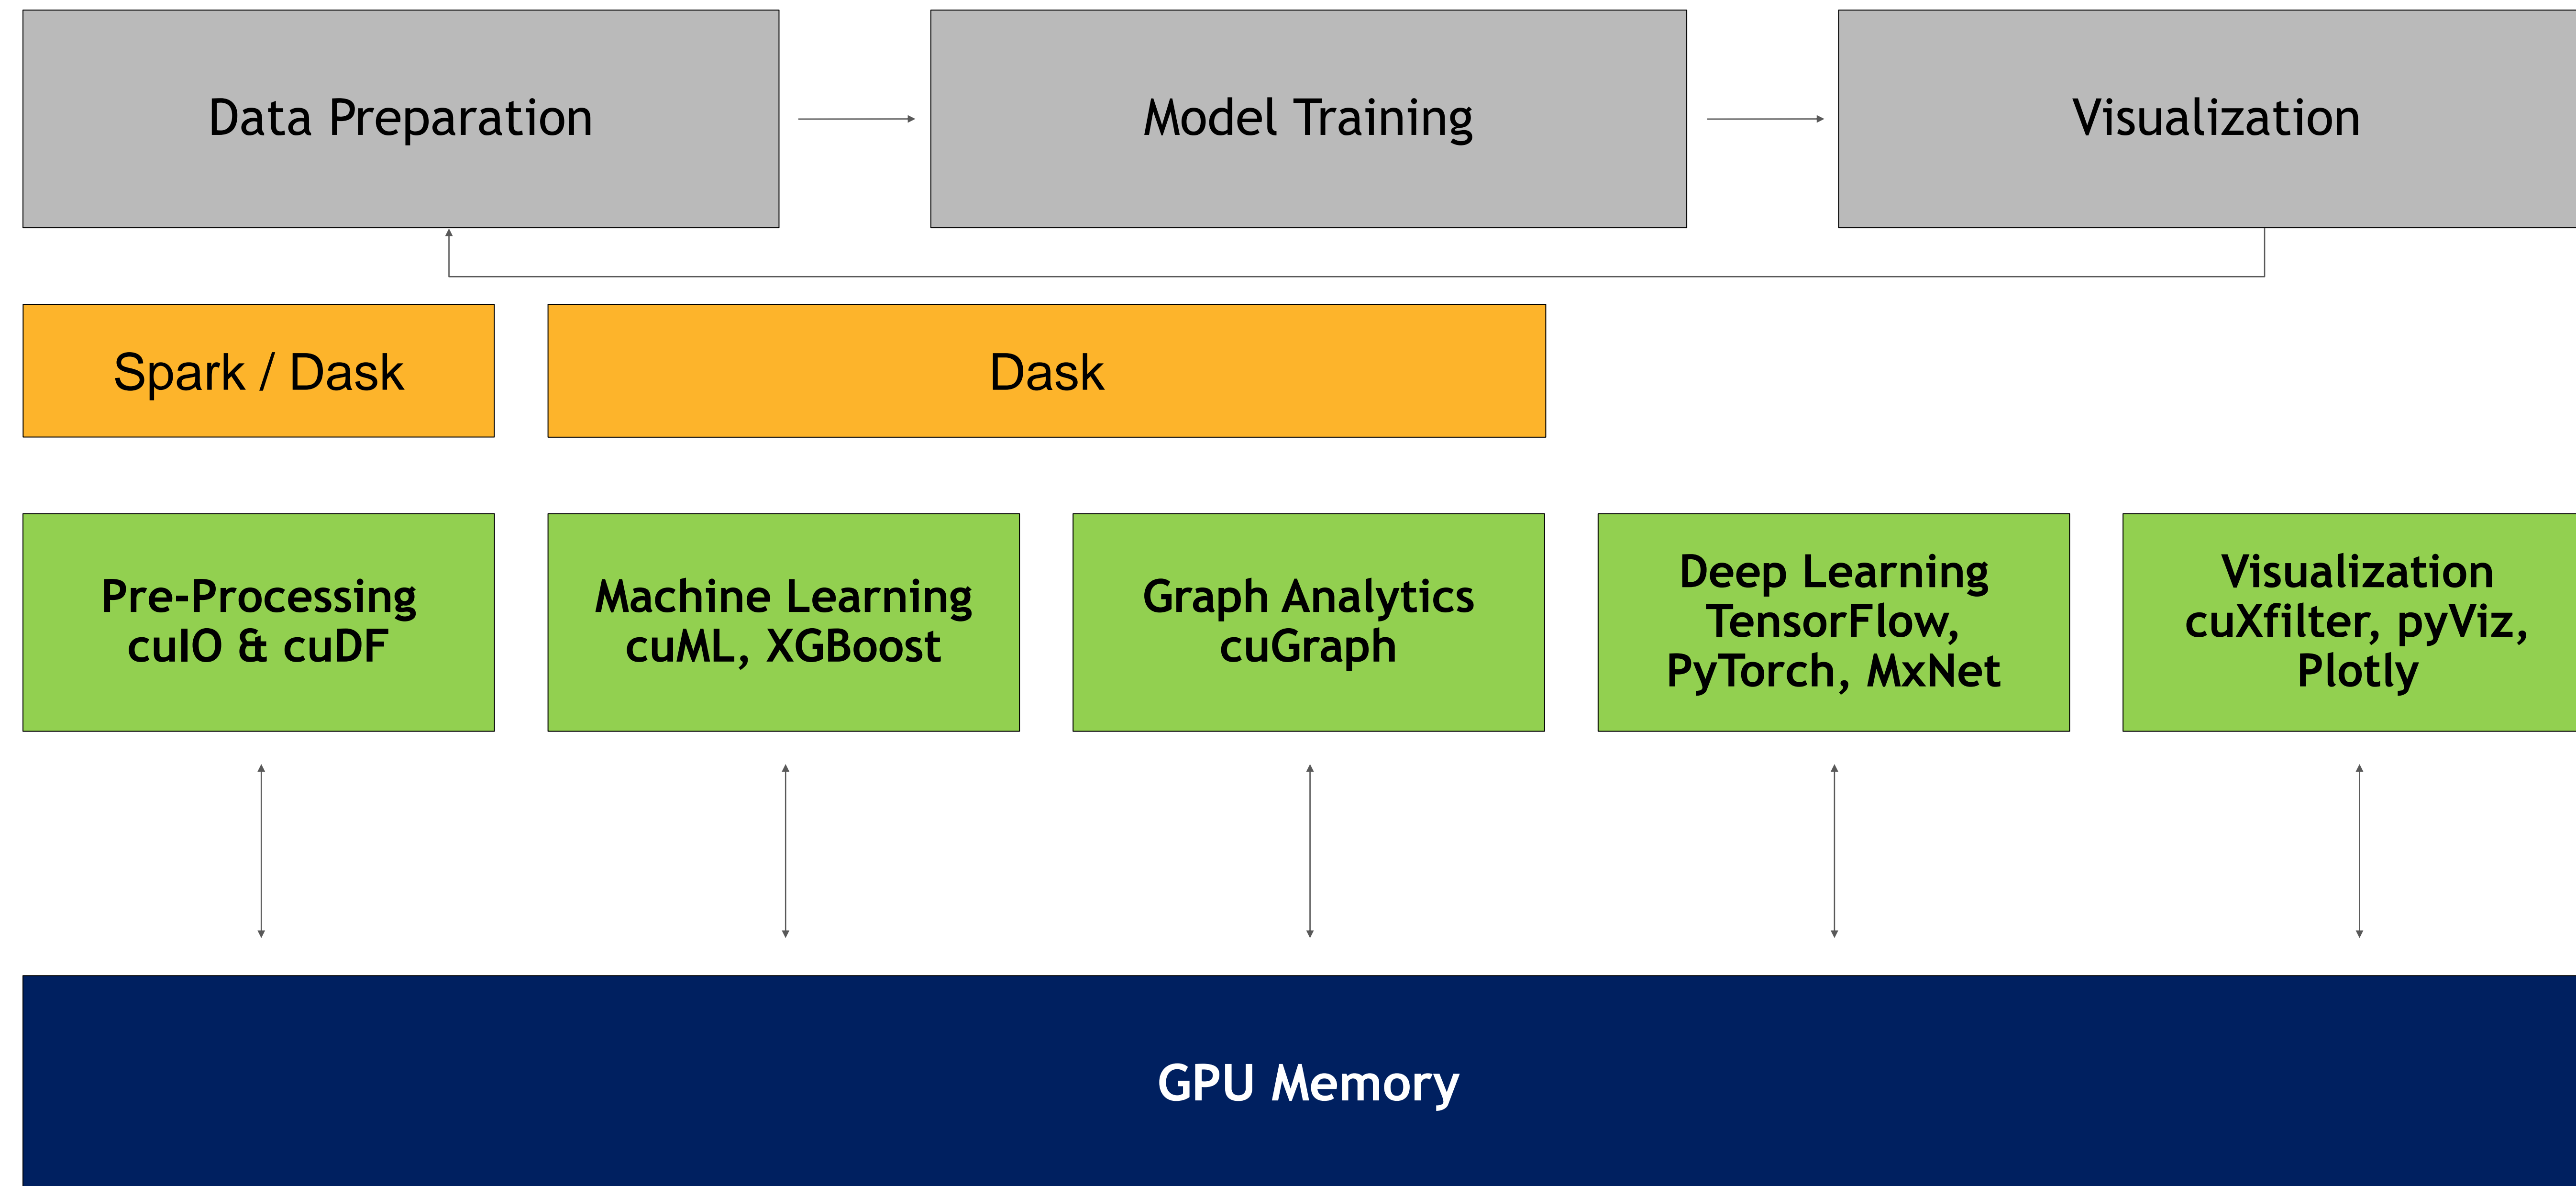 Data Preparation
Model Training
Visualization
Spark / Dask
Dask
Pre-Processing
cuIO & cuDF
Machine Learning
cuML, XGBoost
Graph Analytics
cuGraph
Deep Learning
TensorFlow,
PyTorch, MxNet
Visualization
cuXfilter, pyViz,
Plotly
GPU Memory